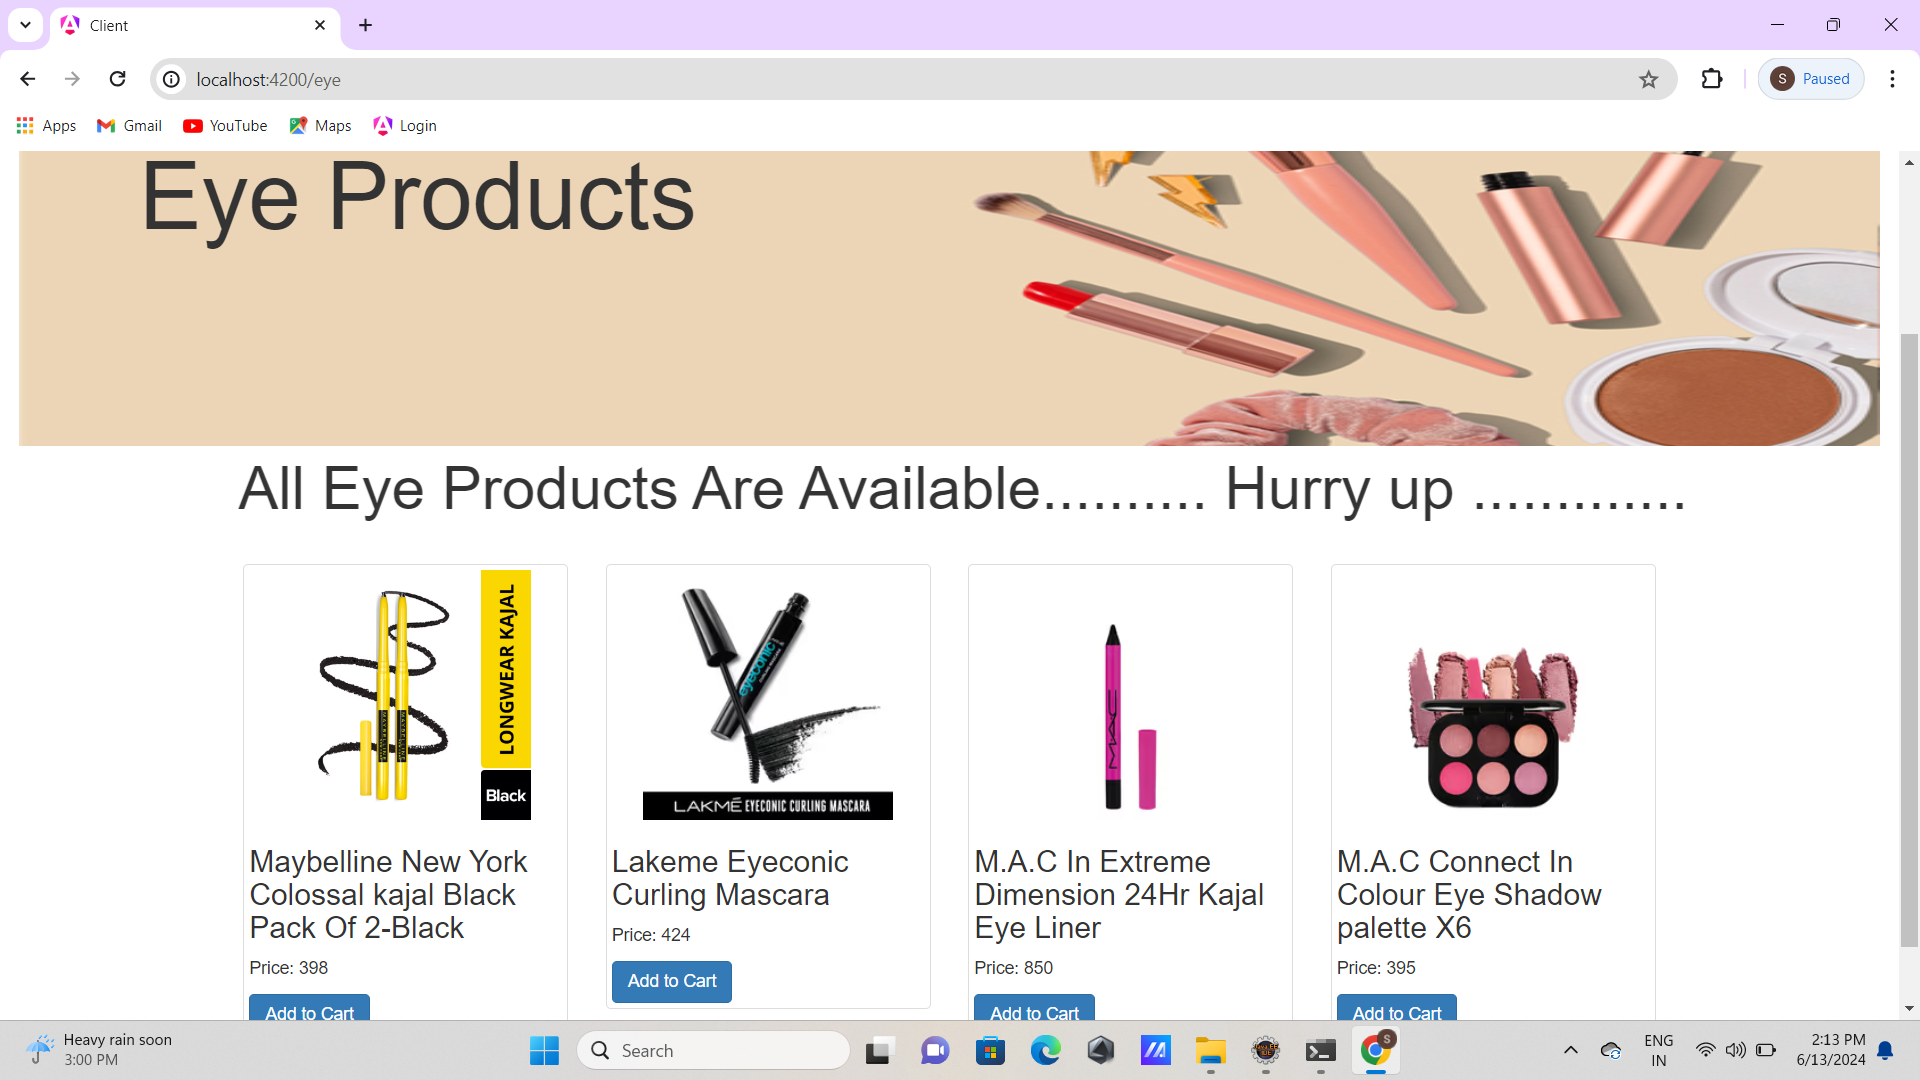 Client
localhost:4200/eye
S
Paused
Apps
Gmail
YouTube
Maps
Login
Eye Products
All Eye Products Are Available.......... Hurry up .............
LONGWEAR KAJAL
Black
eyeconic
LAKMÉ EYECONIC CURLING MASCARA
MAC
Maybelline New York
Colossal kajal Black
Pack Of 2-Black
Price: 398
Add to Cart
Lakeme Eyeconic
Curling Mascara
Price: 424
Add to Cart
M.A.C In Extreme
Dimension 24Hr Kajal
Eye Liner
Price: 850
Add to Cart
M.A.C Connect In
Colour Eye Shadow
palette X6
Price: 395
Add to Cart
Heavy rain soon
3:00 PM
Search
S
ENG
IN
2:13 PM
6/13/2024